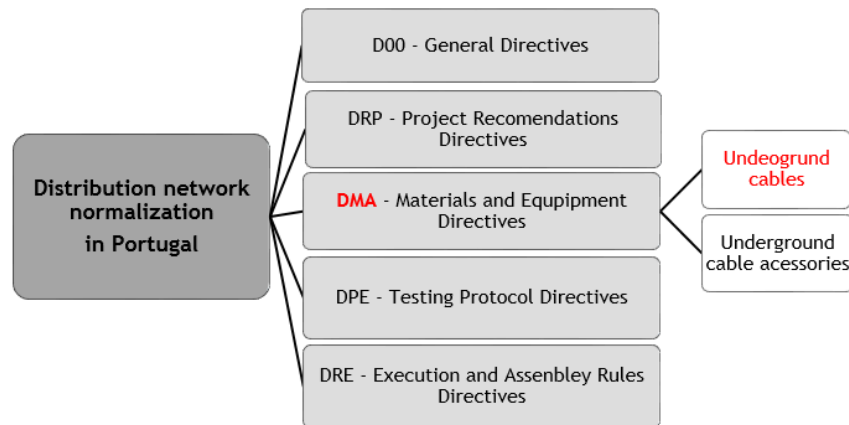 Distribution network
normalization
in Portugal
D00 - General Directives
DRP - Project Recomendations
Directives
DMA - Materials and Equpipment
Directives
DPE - Testing Protocol Directives
DRE - Execution and Assenbley Rules
Directives
Undeogrund
cables
Underground
cable acessories